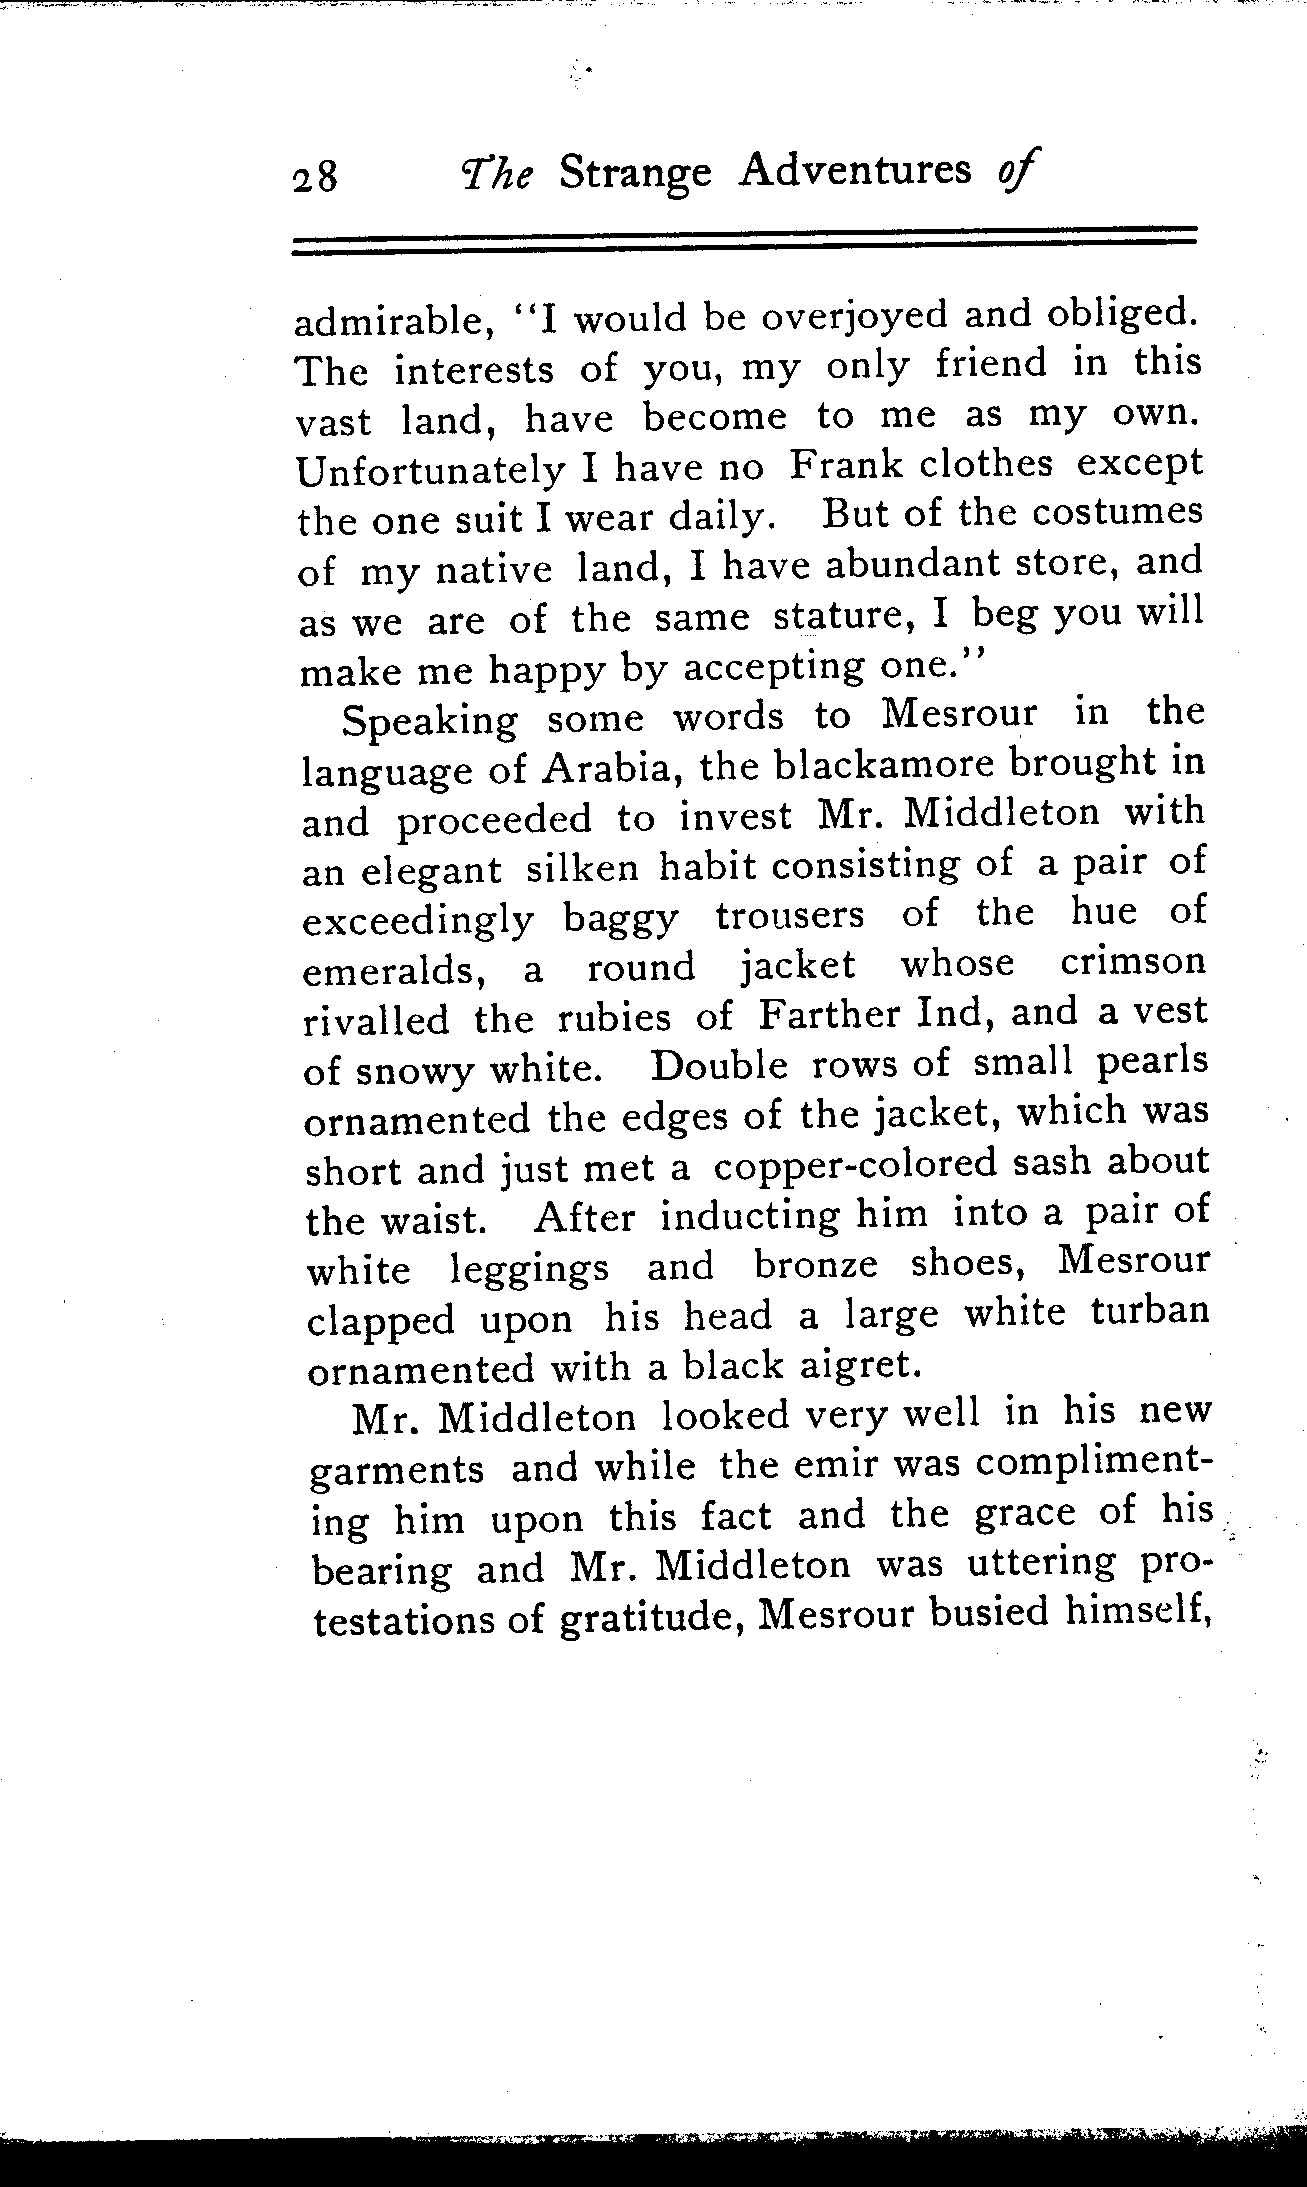 28 The Strange Adventures of
admirable, "I would be overjoyed and obliged.
The interests of you, my only friend in this
vast land, have become to me as my own.
Unfortunately I have no Frank clothes except
the one suit I wear daily. But of the costumes
of my native land, I have abundant store, and
as we are of the same stature, I beg you will
make me happy by accepting one."
Speaking some words to Mesrour in the
language of Arabia, the blackamore brought in
and proceeded to invest Mr. Middleton with
an elegant silken habit consisting of a pair of
exceedingly baggy trousers of the hue of
emeralds, a round jacket whose crimson
rivalled the rubies of Farther Ind, and a vest
of snowy white. Double rows of small pearls
ornamented the edges of the jacket, which was
short and just met a copper-colored sash about
the waist. After inducting him into a pair of
white leggings and bronze shoes, Mesrour
clapped upon his head a large white turban
ornamented with a black aigret.
Mr. Middleton looked very well in his new
garments and while the emir was compliment-
ing him upon this fact and the grace of his
bearing and Mr. Middleton was uttering pro-
testations of gratitude, Mesrour busied himself,